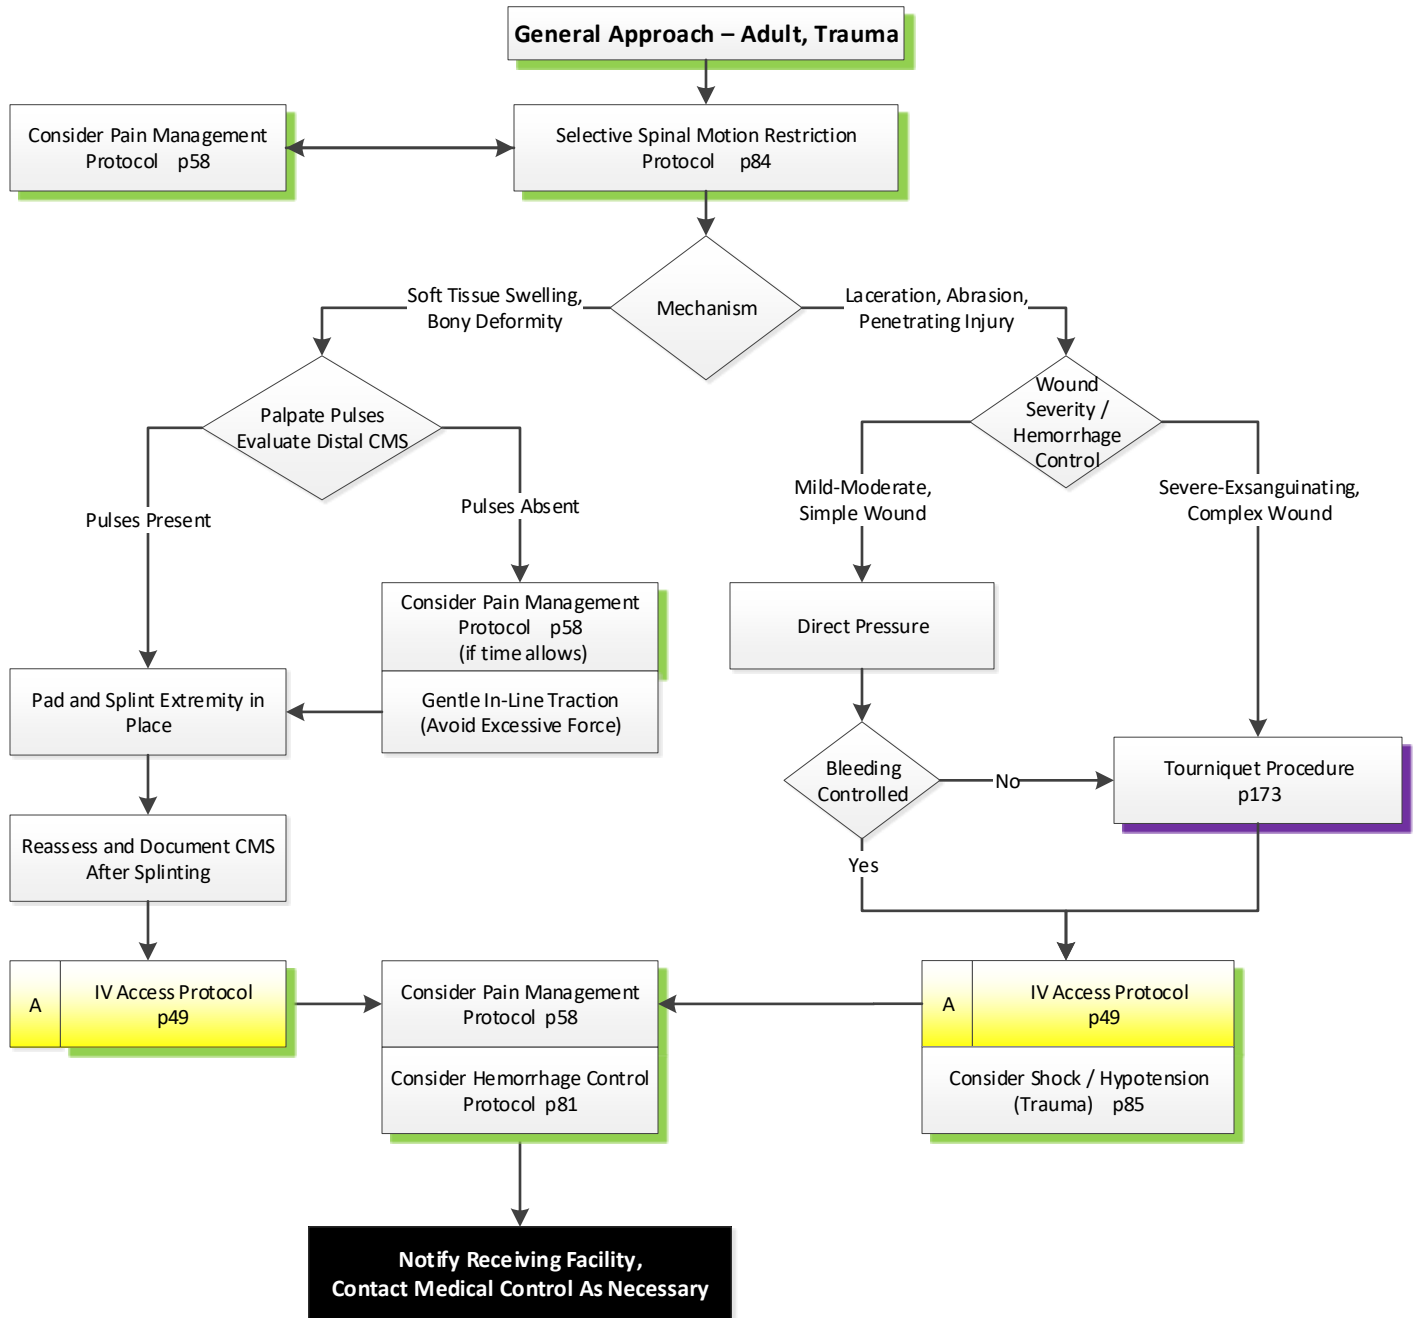 General Approach – Adult, Trauma
Consider Pain Management
Protocol p58
Selective Spinal Motion Restriction
Protocol p84
Mechanism
Soft Tissue Swelling,
Bony Deformity
Laceration, Abrasion,
Penetrating Injury
Palpate Pulses
Evaluate Distal CMS
Wound
Severity /
Hemorrhage
Control
Pulses Present
Pulses Absent
Mild-Moderate,
Simple Wound
Severe-Exsanguinating,
Complex Wound
Consider Pain Management
Protocol p58
(if time allows)
Gentle In-Line Traction
(Avoid Excessive Force)
Direct Pressure
Pad and Splint Extremity in
Place
Bleeding
Controlled
No
Yes
Tourniquet Procedure
p173
Reassess and Document CMS
After Splinting
A
IV Access Protocol
p49
Consider Pain Management
Protocol p58
Consider Hemorrhage Control
Protocol p81
A
IV Access Protocol
p49
Consider Shock / Hypotension
(Trauma) p85
Notify Receiving Facility,
Contact Medical Control As Necessary